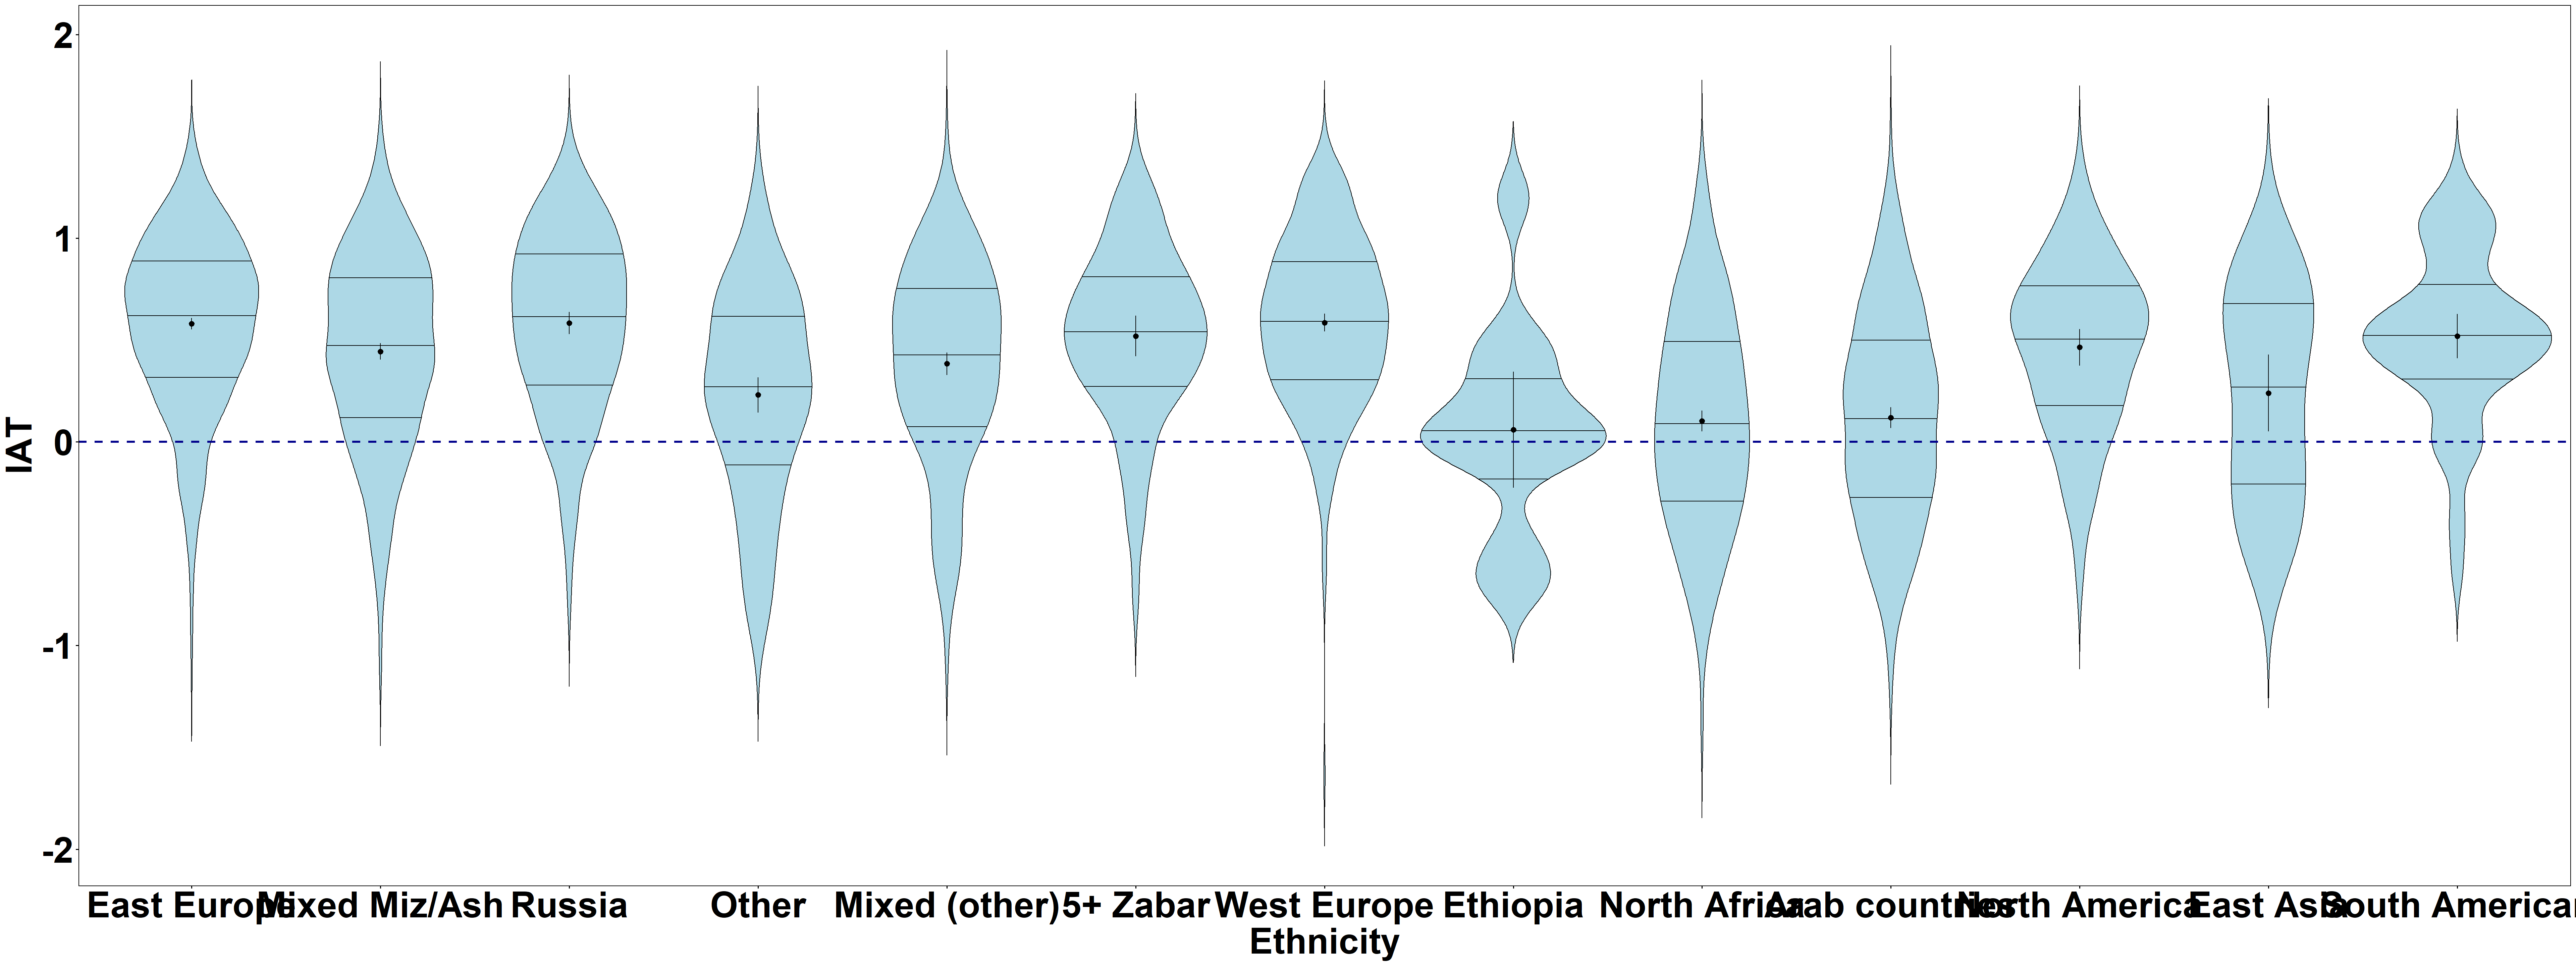 2
1
0
-1
-2
IAT
East Europe Mixed Miz/Ash Russia Other Mixed (other) 5+ Zabar West Europe Ethiopia North Africa Arab countries North America East Asia South American
Ethnicity